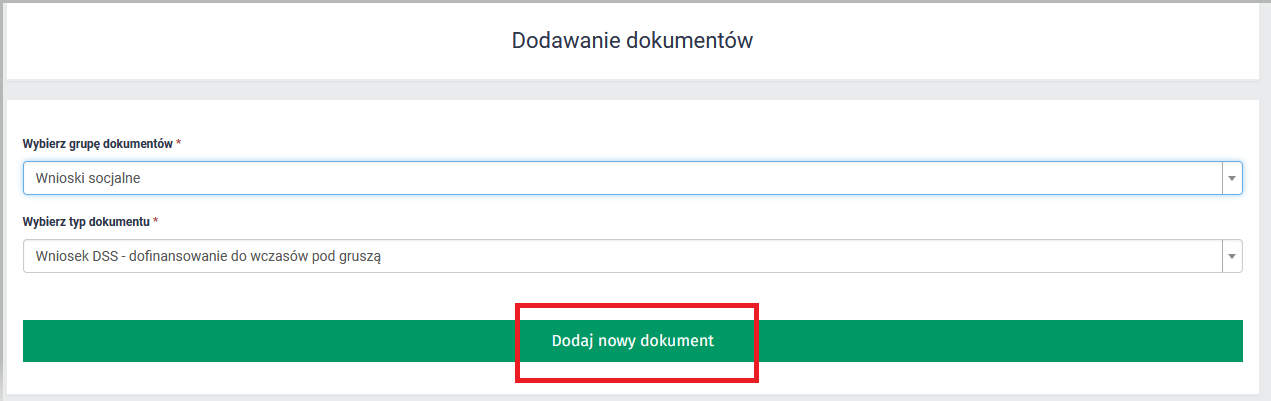 Dodawanie dokumentów
Wybierz grupę dokumentów *
Wnioski socjalne
Wybierz typ dokumentu *
Wniosek DSS - dofinansowanie do wczasów pod gruszą
Dodaj nowy dokument